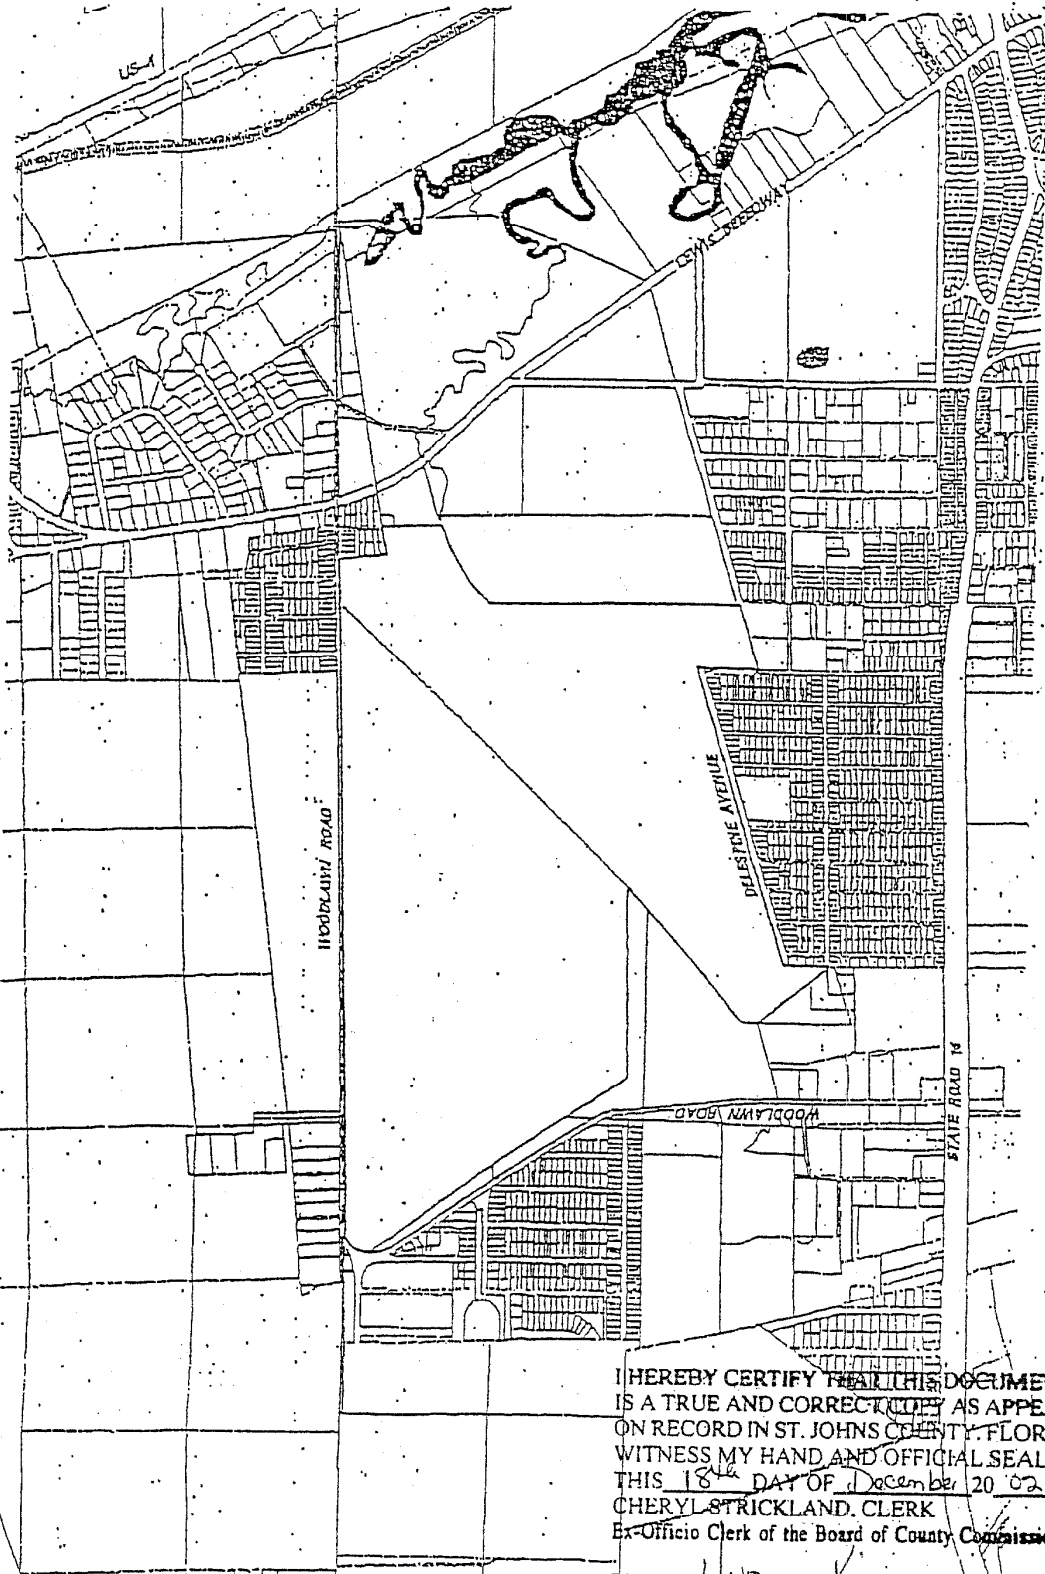 US-1
LEWIS SPEEDWAY
WOODLAWN ROAD
DELESPINE AVENUE
WOODLAWN ROAD
STATE ROAD 16
I HEREBY CERTIFY THAT THIS DOCUME
IS A TRUE AND CORRECT COPY AS APPE
ON RECORD IN ST. JOHNS COUNTY. FLOR
WITNESS MY HAND AND OFFICIAL SEAL
THIS 18th DAY OF December 20 02
CHERYL STRICKLAND, CLERK
Ex-Officio Clerk of the Board of County Commissi